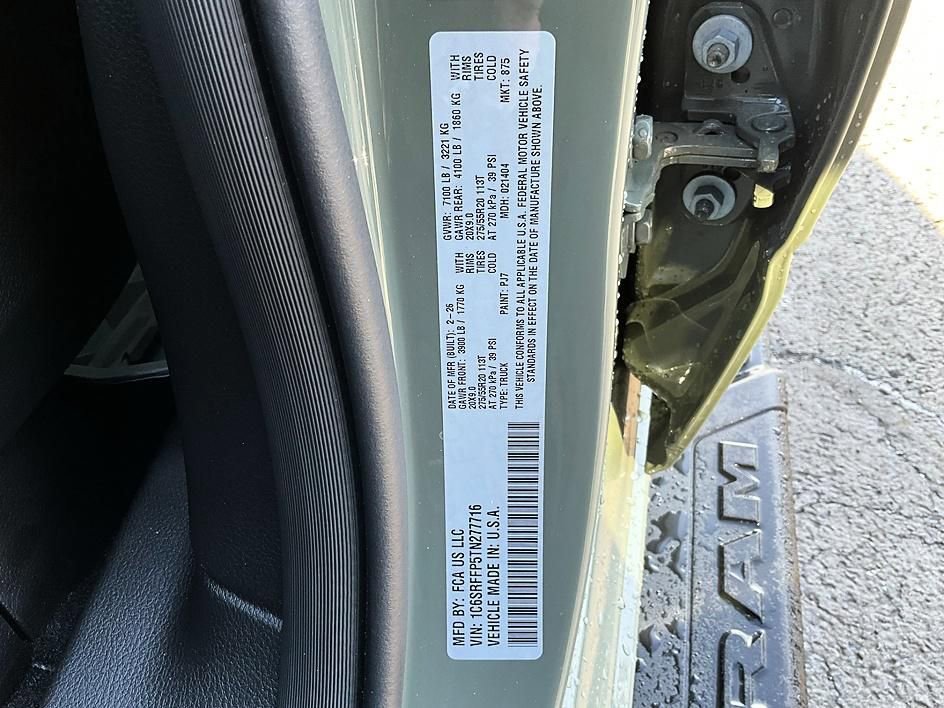 MFD BY: FCA US LLC
VIN: 1C6SRFFP5TN277716
VEHICLE MADE IN: U.S.A.
DATE OF MFR (BUILT): 2-26 GVWR: 7100 LB / 3221 KG
GAWR FRONT: 3900 LB / 1770 KG WITH GAWR REAR: 4100 LB / 1860 KG WITH
20X9.0 RIMS 20X9.0 RIMS
275/55R20 113T TIRES 275/55R20 113T TIRES
AT 270 kPa / 39 PSI COLD AT 270 kPa / 39 PSI COLD
TYPE: TRUCK PAINT: PJ7 MDH: 021404 MKT: 875
THIS VEHICLE CONFORMS TO ALL APPLICABLE U.S.A. FEDERAL MOTOR VEHICLE SAFETY
STANDARDS IN EFFECT ON THE DATE OF MANUFACTURE SHOWN ABOVE.
RAM